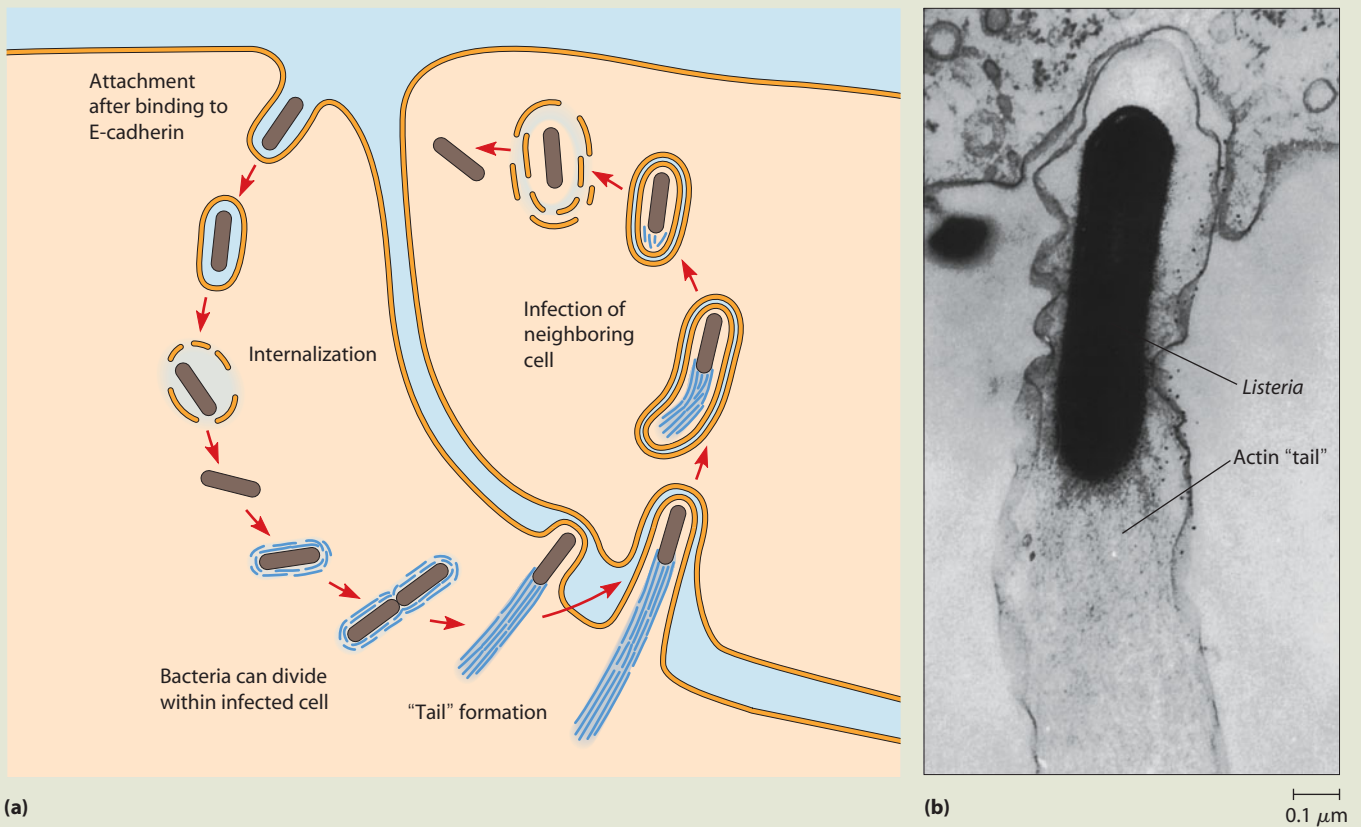 Attachment
after binding to
E-cadherin
Internalization
Infection of
neighboring
cell
Bacteria can divide
within infected cell
“Tail” formation
(a)
Listeria
Actin “tail”
(b)
0.1 μm